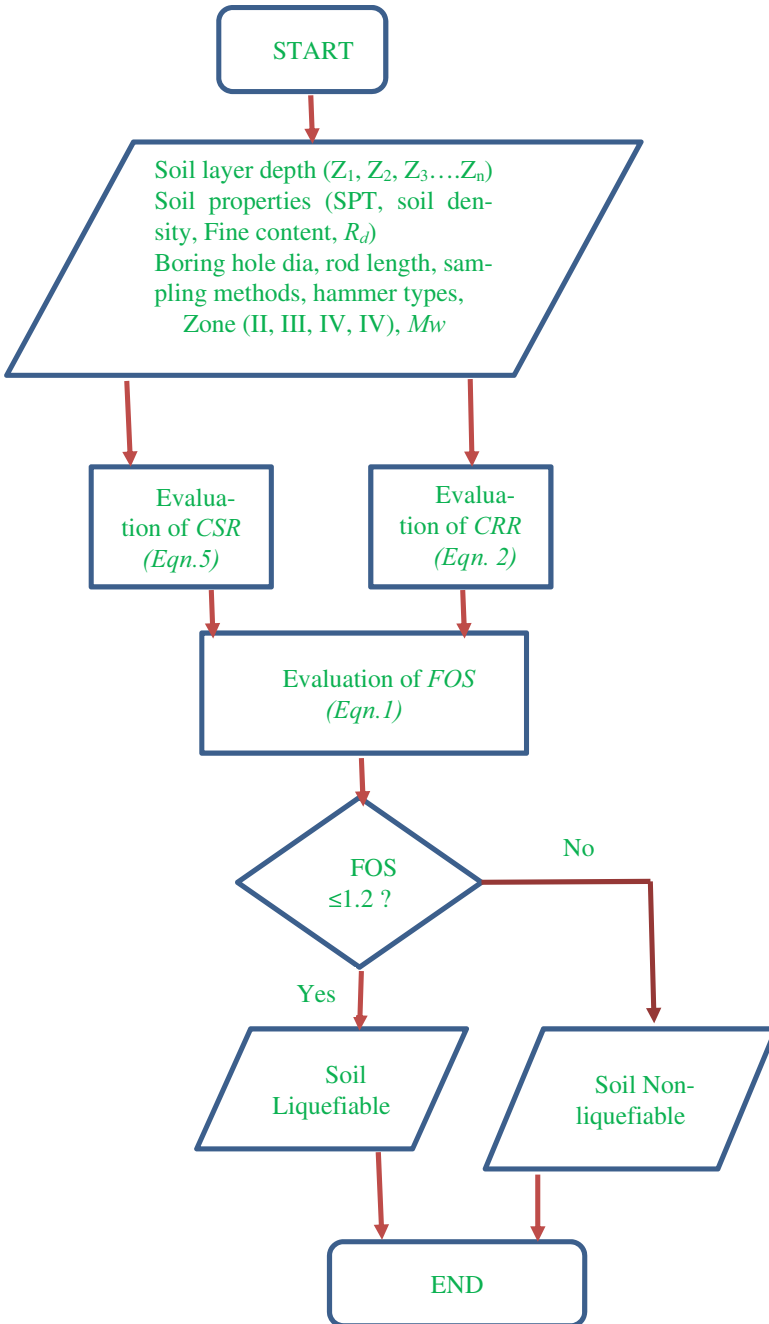 START
Soil layer depth (Z₁, Z₂, Z₃….Zₙ)
Soil properties (SPT, soil den-
sity, Fine content, R_d)
Boring hole dia, rod length, sam-
pling methods, hammer types,
Zone (II, III, IV, IV), Mw
Evalua-
tion of CSR
(Eqn.5)
Evalua-
tion of CRR
(Eqn. 2)
Evaluation of FOS
(Eqn.1)
FOS
≤1.2 ?
No
Yes
Soil
Liquefiable
Soil Non-
liquefiable
END